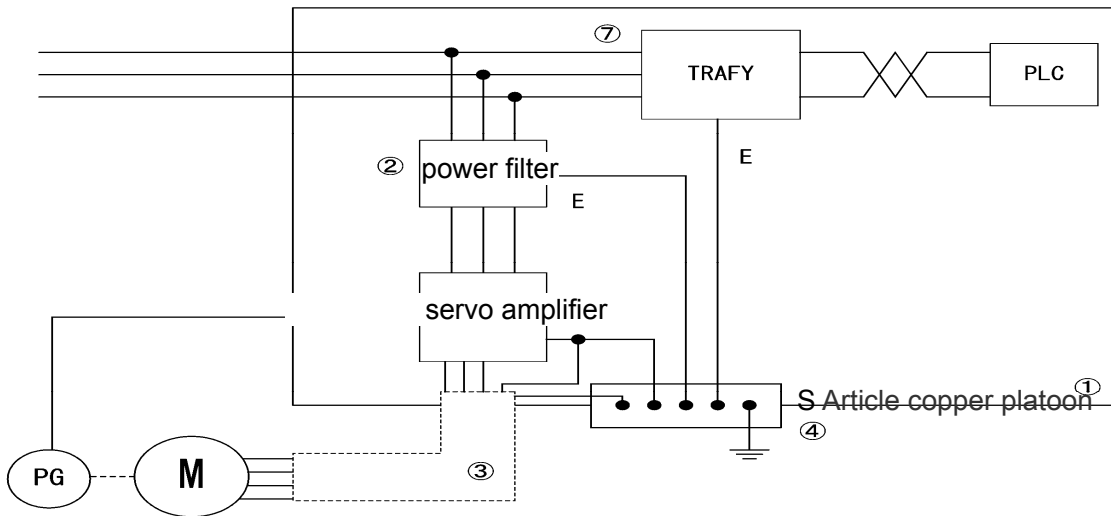 ⑦
TRAFY
PLC
② power filter
E
E
servo amplifier
S Article copper platoon ①
④
③
PG
M